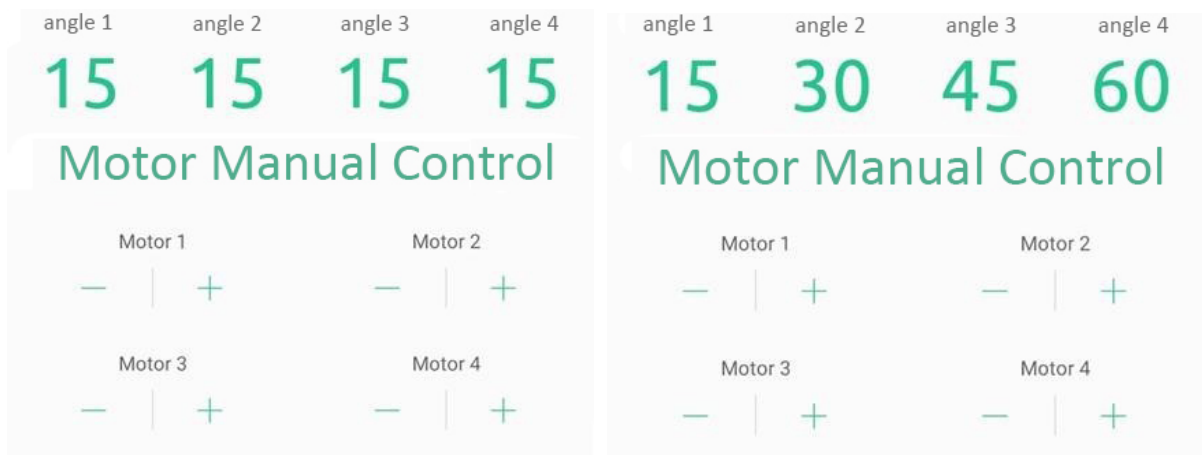 angle 1 angle 2 angle 3 angle 4
15 15 15 15
Motor Manual Control
Motor 1 Motor 2
− + − +
Motor 3 Motor 4
− + − +
angle 1 angle 2 angle 3 angle 4
15 30 45 60
Motor Manual Control
Motor 1 Motor 2
− + − +
Motor 3 Motor 4
− + − +